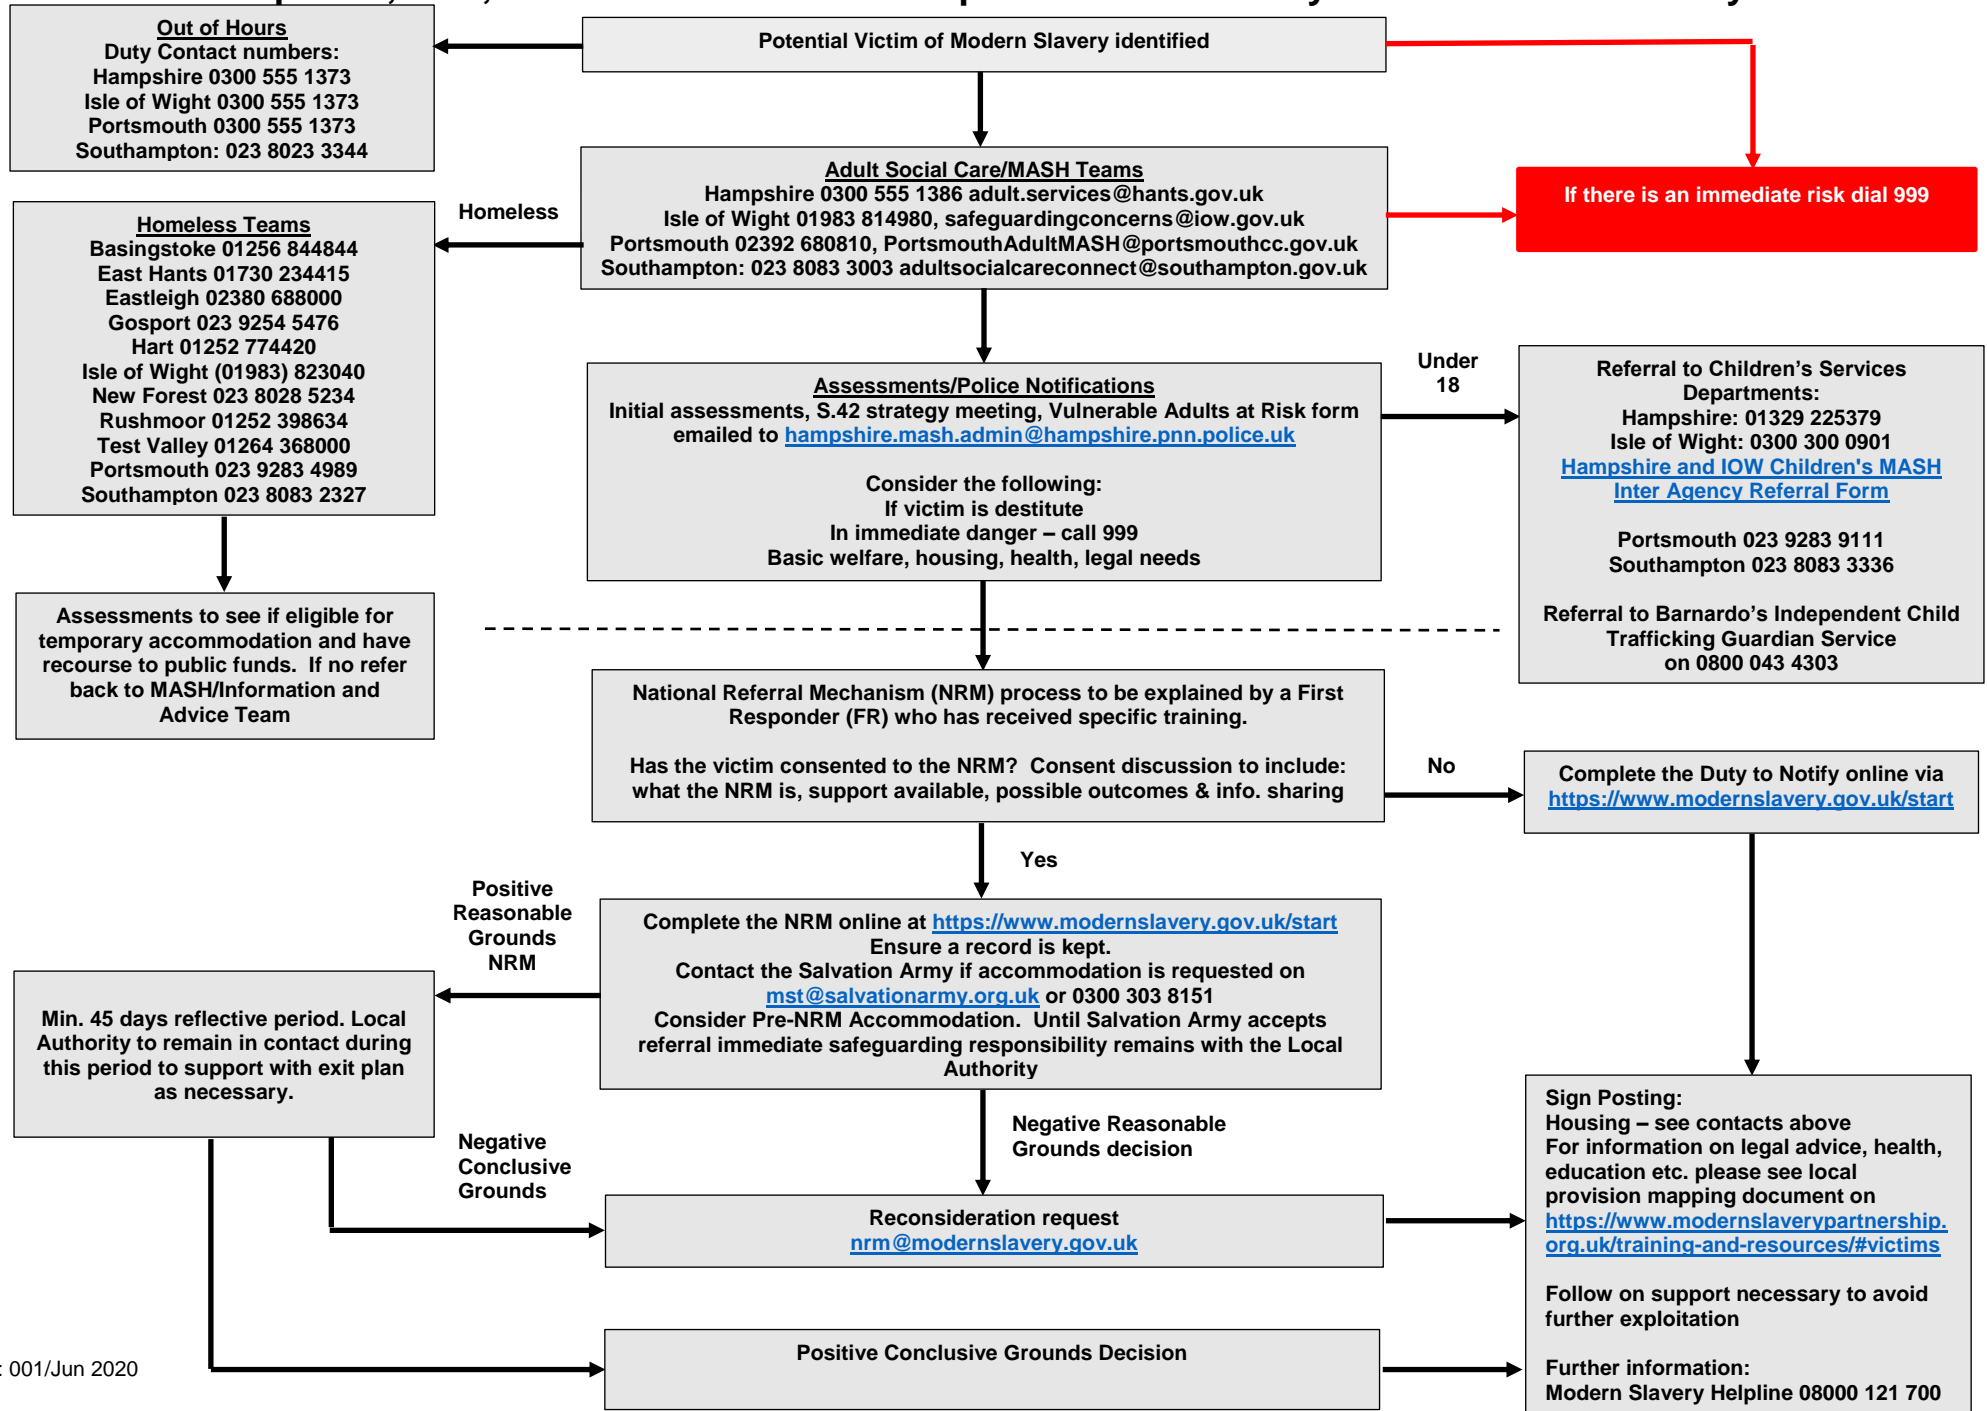 Potential Victim of Modern Slavery identified
Out of Hours
Duty Contact numbers:
Hampshire 0300 555 1373
Isle of Wight 0300 555 1373
Portsmouth 0300 555 1373
Southampton: 023 8023 3344
Adult Social Care/MASH Teams
Hampshire 0300 555 1386 adult.services@hants.gov.uk
Isle of Wight 01983 814980, safeguardingconcerns@iow.gov.uk
Portsmouth 02392 680810, PortsmouthAdultMASH@portsmouthcc.gov.uk
Southampton: 023 8083 3003 adultsocialcareconnect@southampton.gov.uk
If there is an immediate risk dial 999
Homeless
Homeless Teams
Basingstoke 01256 844844
East Hants 01730 234415
Eastleigh 02380 688000
Gosport 023 9254 5476
Hart 01252 774420
Isle of Wight (01983) 823040
New Forest 023 8028 5234
Rushmoor 01252 398634
Test Valley 01264 368000
Portsmouth 023 9283 4989
Southampton 023 8083 2327
Assessments/Police Notifications
Initial assessments, S.42 strategy meeting, Vulnerable Adults at Risk form
emailed to hampshire.mash.admin@hampshire.pnn.police.uk
Consider the following:
If victim is destitute
In immediate danger – call 999
Basic welfare, housing, health, legal needs
Under
18
Referral to Children’s Services
Departments:
Hampshire: 01329 225379
Isle of Wight: 0300 300 0901
Hampshire and IOW Children's MASH
Inter Agency Referral Form
Portsmouth 023 9283 9111
Southampton 023 8083 3336
Referral to Barnardo’s Independent Child
Trafficking Guardian Service
on 0800 043 4303
Assessments to see if eligible for
temporary accommodation and have
recourse to public funds. If no refer
back to MASH/Information and
Advice Team
National Referral Mechanism (NRM) process to be explained by a First
Responder (FR) who has received specific training.
Has the victim consented to the NRM? Consent discussion to include:
what the NRM is, support available, possible outcomes & info. sharing
No
Complete the Duty to Notify online via
https://www.modernslavery.gov.uk/start
Yes
Positive
Reasonable
Grounds
NRM
Complete the NRM online at https://www.modernslavery.gov.uk/start
Ensure a record is kept.
Contact the Salvation Army if accommodation is requested on
mst@salvationarmy.org.uk or 0300 303 8151
Consider Pre-NRM Accommodation. Until Salvation Army accepts
referral immediate safeguarding responsibility remains with the Local
Authority
Min. 45 days reflective period. Local
Authority to remain in contact during
this period to support with exit plan
as necessary.
Negative
Conclusive
Grounds
Negative Reasonable
Grounds decision
Reconsideration request
nrm@modernslavery.gov.uk
Positive Conclusive Grounds Decision
Sign Posting:
Housing – see contacts above
For information on legal advice, health,
education etc. please see local
provision mapping document on
https://www.modernslaverypartnership.
org.uk/training-and-resources/#victims
Follow on support necessary to avoid
further exploitation
Further information:
Modern Slavery Helpline 08000 121 700
: 001/Jun 2020